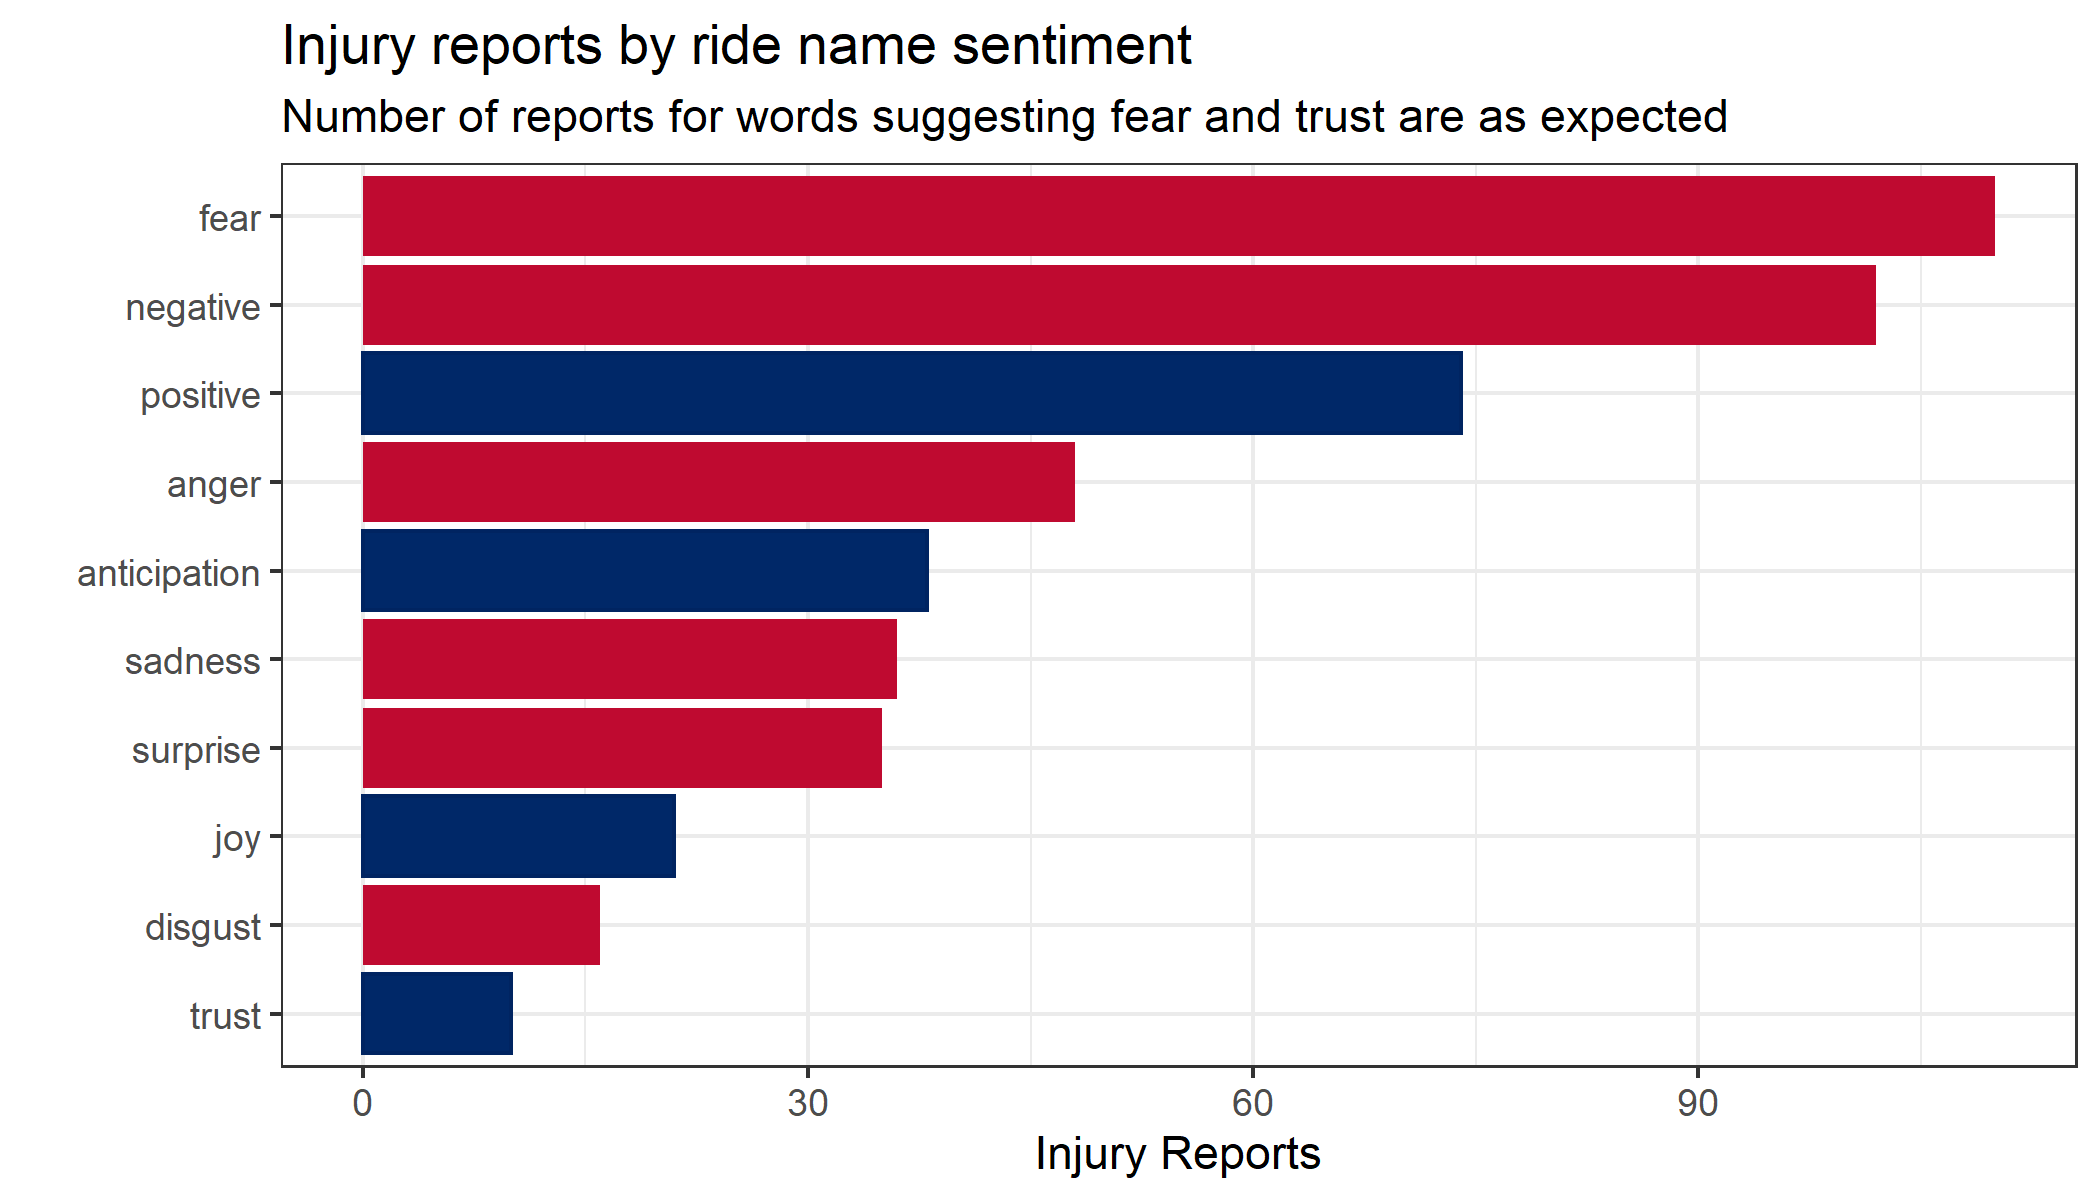 Injury reports by ride name sentiment
Number of reports for words suggesting fear and trust are as expected
fear
negative
positive
anger
anticipation
sadness
surprise
joy
disgust
trust
0 30 60 90
Injury Reports